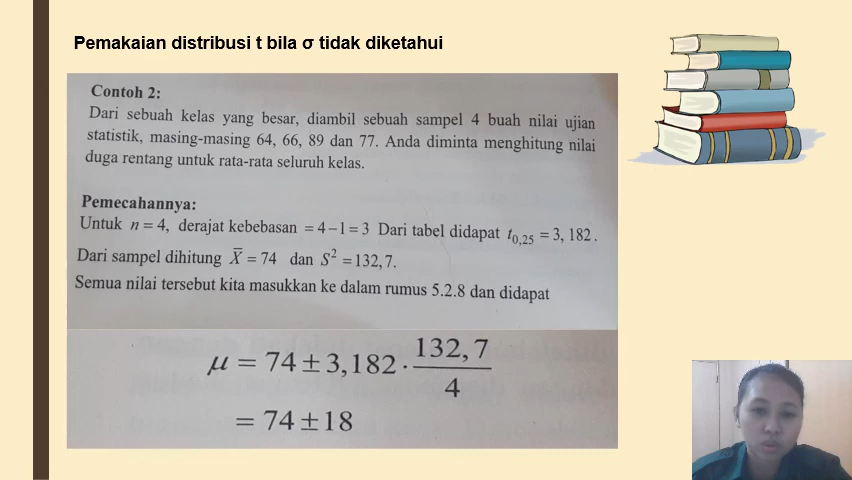 Pemakaian distribusi t bila σ tidak diketahui
Contoh 2:
Dari sebuah kelas yang besar, diambil sebuah sampel 4 buah nilai ujian
statistik, masing-masing 64, 66, 89 dan 77. Anda diminta menghitung nilai
duga rentang untuk rata-rata seluruh kelas.
Pemecahannya:
Untuk n = 4, derajat kebebasan = 4 – 1 = 3 Dari tabel didapat t₀,₂₅ = 3, 182.
Dari sampel dihitung X̅ = 74 dan S² = 132,7.
Semua nilai tersebut kita masukkan ke dalam rumus 5.2.8 dan didapat
μ = 74 ± 3,182 · 132,7 / 4
= 74 ± 18